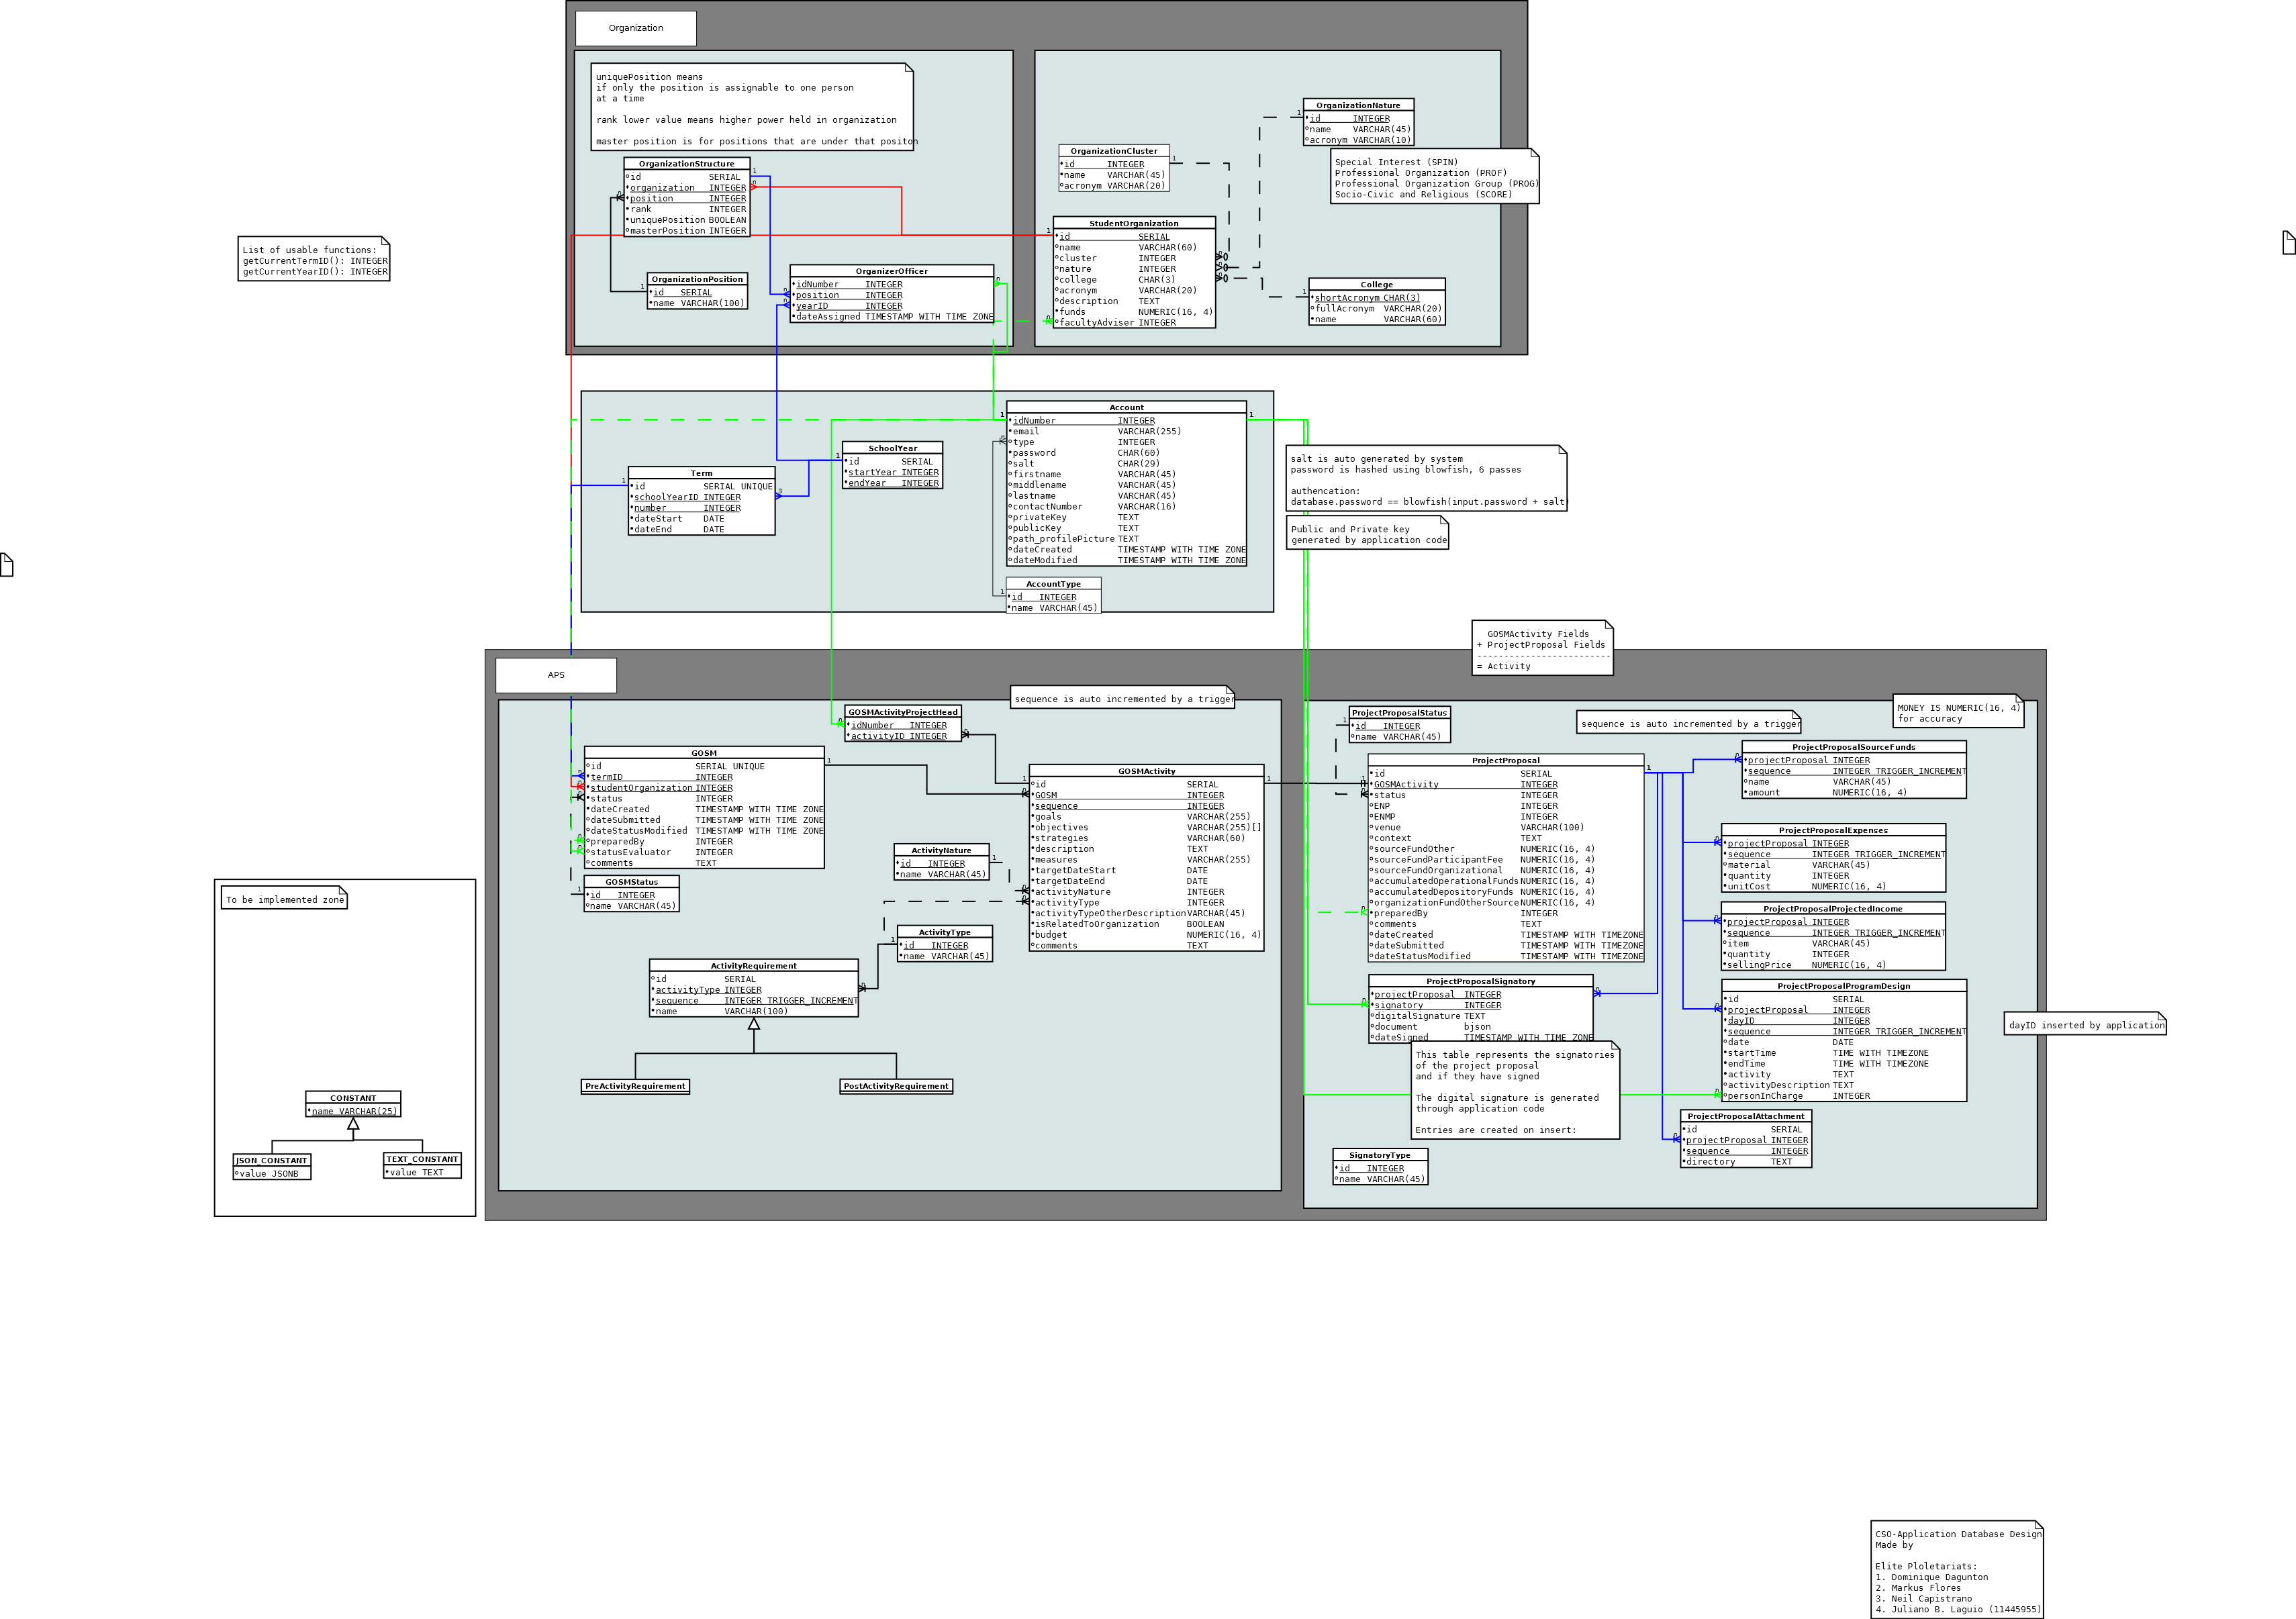 Organization
uniquePosition means
if only the position is assignable to one person
at a time
rank lower value means higher power held in organization
master position is for positions that are under that positon
OrganizationStructure
id SERIAL
organization INTEGER
position INTEGER
rank INTEGER
uniquePosition BOOLEAN
masterPosition INTEGER
OrganizationPosition
id SERIAL
name VARCHAR(100)
OrganizerOfficer
idNumber INTEGER
position INTEGER
yearID INTEGER
dateAssigned TIMESTAMP WITH TIME ZONE
OrganizationCluster
id INTEGER
name VARCHAR(45)
acronym VARCHAR(20)
OrganizationNature
id INTEGER
name VARCHAR(45)
acronym VARCHAR(10)
Special Interest (SPIN)
Professional Organization (PROF)
Professional Organization Group (PROG)
Socio-Civic and Religious (SCORE)
StudentOrganization
id SERIAL
name VARCHAR(60)
cluster INTEGER
nature INTEGER
college CHAR(3)
acronym VARCHAR(20)
description TEXT
funds NUMERIC(16, 4)
facultyAdviser INTEGER
College
shortAcronym CHAR(3)
fullAcronym VARCHAR(20)
name VARCHAR(60)
List of usable functions:
getCurrentTermID(): INTEGER
getCurrentYearID(): INTEGER
Term
id SERIAL UNIQUE
schoolYearID INTEGER
number INTEGER
dateStart DATE
dateEnd DATE
SchoolYear
id SERIAL
startYear INTEGER
endYear INTEGER
Account
idNumber INTEGER
email VARCHAR(255)
type INTEGER
password CHAR(60)
salt CHAR(29)
firstname VARCHAR(45)
middlename VARCHAR(45)
lastname VARCHAR(45)
contactNumber VARCHAR(16)
privateKey TEXT
publicKey TEXT
path_profilePicture TEXT
dateCreated TIMESTAMP WITH TIME ZONE
dateModified TIMESTAMP WITH TIME ZONE
AccountType
id INTEGER
name VARCHAR(45)
salt is auto generated by system
password is hashed using blowfish, 6 passes
authencation:
database.password == blowfish(input.password + salt)
Public and Private key
generated by application code
GOSMActivity Fields
+ ProjectProposal Fields
-------------------------
= Activity
APS
sequence is auto incremented by a trigger
GOSMActivityProjectHead
idNumber INTEGER
activityID INTEGER
GOSM
id SERIAL UNIQUE
termID INTEGER
studentOrganization INTEGER
status INTEGER
dateCreated TIMESTAMP WITH TIME ZONE
dateSubmitted TIMESTAMP WITH TIME ZONE
dateStatusModified TIMESTAMP WITH TIME ZONE
preparedBy INTEGER
statusEvaluator INTEGER
comments TEXT
GOSMStatus
id INTEGER
name VARCHAR(45)
GOSMActivity
id SERIAL
GOSM INTEGER
sequence INTEGER
goals VARCHAR(255)
objectives VARCHAR(255)[]
strategies VARCHAR(60)
description TEXT
measures VARCHAR(255)
targetDateStart DATE
targetDateEnd DATE
activityNature INTEGER
activityType INTEGER
activityTypeOtherDescription VARCHAR(45)
isRelatedToOrganization BOOLEAN
budget NUMERIC(16, 4)
comments TEXT
ActivityNature
id INTEGER
name VARCHAR(45)
ActivityType
id INTEGER
name VARCHAR(45)
ActivityRequirement
id SERIAL
activityType INTEGER
sequence INTEGER TRIGGER_INCREMENT
name VARCHAR(100)
PreActivityRequirement
PostActivityRequirement
ProjectProposalStatus
id INTEGER
name VARCHAR(45)
sequence is auto incremented by a trigger
MONEY IS NUMERIC(16, 4)
for accuracy
ProjectProposal
id SERIAL
GOSMActivity INTEGER
status INTEGER
ENP INTEGER
ENMP INTEGER
venue VARCHAR(100)
context TEXT
sourceFundOther NUMERIC(16, 4)
sourceFundParticipantFee NUMERIC(16, 4)
sourceFundOrganizational NUMERIC(16, 4)
accumulatedOperationalFunds NUMERIC(16, 4)
accumulatedDepositoryFunds NUMERIC(16, 4)
organizationFundOtherSource NUMERIC(16, 4)
preparedBy INTEGER
comments TEXT
dateCreated TIMESTAMP WITH TIMEZONE
dateSubmitted TIMESTAMP WITH TIMEZONE
dateStatusModified TIMESTAMP WITH TIMEZONE
ProjectProposalSourceFunds
projectProposal INTEGER
sequence INTEGER TRIGGER_INCREMENT
name VARCHAR(45)
amount NUMERIC(16, 4)
ProjectProposalExpenses
projectProposal INTEGER
sequence INTEGER TRIGGER_INCREMENT
material VARCHAR(45)
quantity INTEGER
unitCost NUMERIC(16, 4)
ProjectProposalProjectedIncome
projectProposal INTEGER
sequence INTEGER TRIGGER_INCREMENT
item VARCHAR(45)
quantity INTEGER
sellingPrice NUMERIC(16, 4)
ProjectProposalProgramDesign
id SERIAL
projectProposal INTEGER
dayID INTEGER
sequence INTEGER TRIGGER_INCREMENT
date DATE
startTime TIME WITH TIMEZONE
endTime TIME WITH TIMEZONE
activity TEXT
activityDescription TEXT
personInCharge INTEGER
dayID inserted by application
ProjectProposalSignatory
projectProposal INTEGER
signatory INTEGER
digitalSignature TEXT
document bjson
dateSigned TIMESTAMP WITH TIME ZONE
This table represents the signatories
of the project proposal
and if they have signed
The digital signature is generated
through application code
Entries are created on insert:
ProjectProposalAttachment
id SERIAL
projectProposal INTEGER
sequence INTEGER
directory TEXT
SignatoryType
id INTEGER
name VARCHAR(45)
To be implemented zone
CONSTANT
name VARCHAR(25)
JSON_CONSTANT
value JSONB
TEXT_CONSTANT
value TEXT
CSO-Application Database Design
Made by
Elite Ploletariats:
1. Dominique Dagunton
2. Markus Flores
3. Neil Capistrano
4. Juliano B. Laguio (11445955)